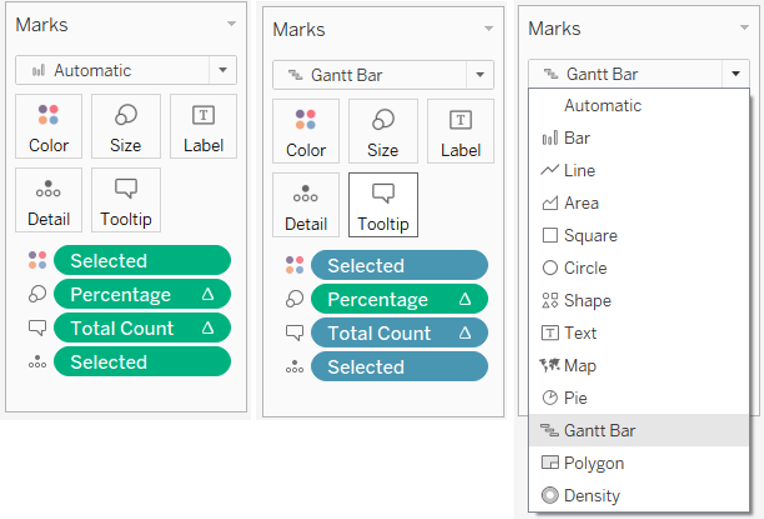 Marks
Automatic
Color Size Label
Detail Tooltip
Selected
Percentage Δ
Total Count Δ
Selected
Marks
Gantt Bar
Color Size Label
Detail Tooltip
Selected
Percentage Δ
Total Count Δ
Selected
Marks
Gantt Bar
Automatic
Bar
Line
Area
Square
Circle
Shape
Text
Map
Pie
Gantt Bar
Polygon
Density